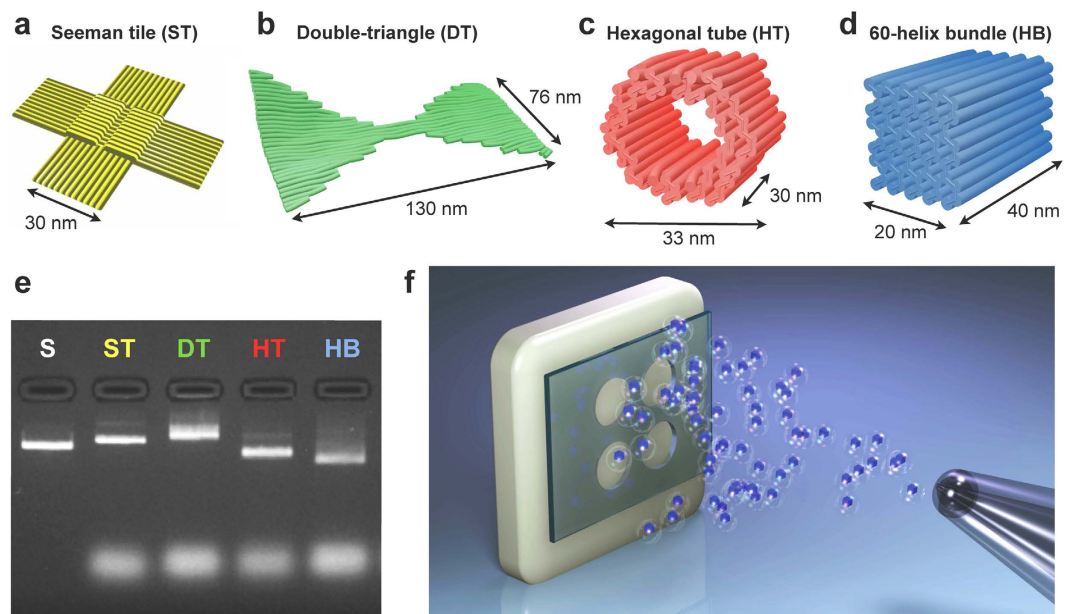 a Seeman tile (ST)
30 nm
b Double-triangle (DT)
76 nm
130 nm
c Hexagonal tube (HT)
30 nm
33 nm
d 60-helix bundle (HB)
20 nm
40 nm
e
S ST DT HT HB
f